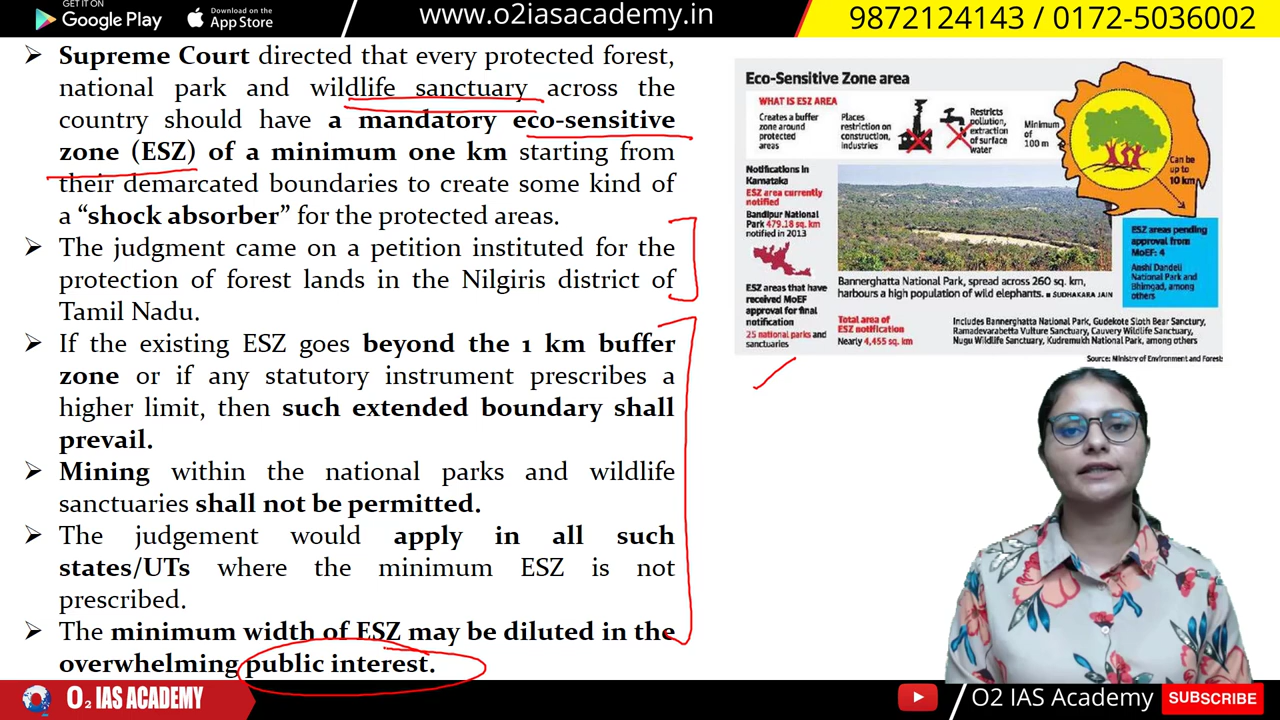 GET IT ON
Google Play
Download on the
App Store
www.o2iasacademy.in
9872124143 / 0172-5036002
➢ Supreme Court directed that every protected forest,
national park and wildlife sanctuary across the
country should have a mandatory eco-sensitive
zone (ESZ) of a minimum one km starting from
their demarcated boundaries to create some kind of
a “shock absorber” for the protected areas.
➢ The judgment came on a petition instituted for the
protection of forest lands in the Nilgiris district of
Tamil Nadu.
➢ If the existing ESZ goes beyond the 1 km buffer
zone or if any statutory instrument prescribes a
higher limit, then such extended boundary shall
prevail.
➢ Mining within the national parks and wildlife
sanctuaries shall not be permitted.
➢ The judgement would apply in all such
states/UTs where the minimum ESZ is not
prescribed.
➢ The minimum width of ESZ may be diluted in the
overwhelming public interest.
Eco-Sensitive Zone area
WHAT IS ESZ AREA
Creates a buffer
zone around
protected
areas
Places
restriction on
construction,
industries
Restricts
pollution,
extraction
of surface
water
Minimum
of
100 m
Can be
up to
10 km
Notifications in
Karnataka
ESZ area currently
notified
Bandipur National
Park 479.18 sq. km
notified in 2013
ESZ areas that have
received MoEF
approval for final
notification
25 national parks and
sanctuaries
Bannerghatta National Park, spread across 260 sq. km,
harbours a high population of wild elephants. ■ SUDHAKARA JAIN
ESZ areas pending
approval from
MoEF: 4
Anshi Dandeli
National Park and
Bhimgad, among
others
Total area of
ESZ notification
Nearly 4,455 sq. km
Includes Bannerghatta National Park, Gudekote Sloth Bear Sanctury,
Ramadevarabetta Vulture Sanctury, Cauvery Wildlife Sanctuary,
Nugu Wildlife Sanctuary, Kudremukh National Park, among others
Source: Ministry of Environment and Forests
O2 IAS ACADEMY
O2 IAS Academy
SUBSCRIBE